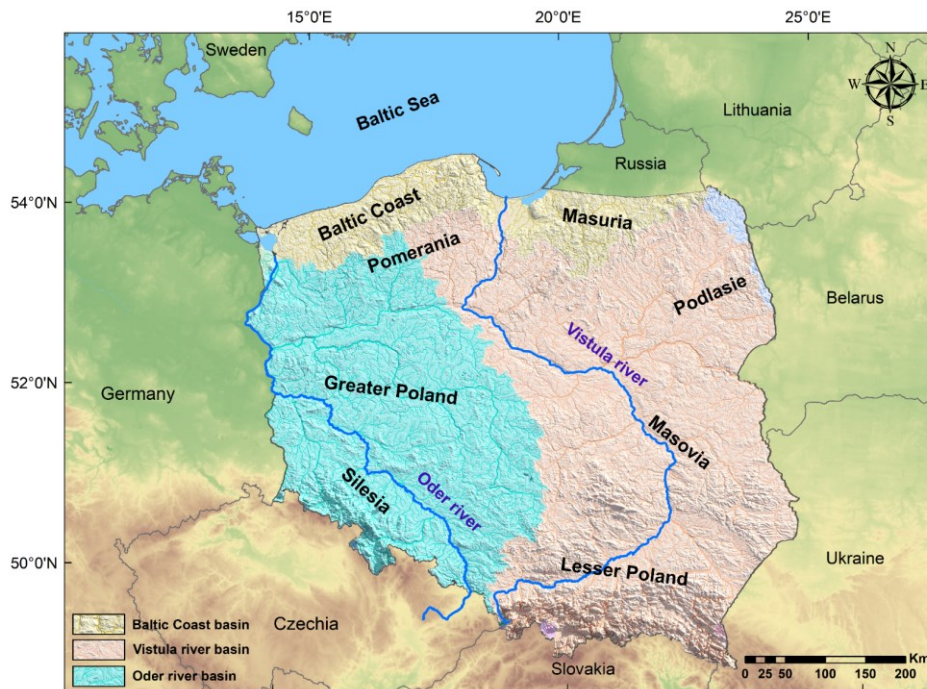 15°0'E
20°0'E
25°0'E
Sweden
N
W
E
S
Baltic Sea
Lithuania
Russia
54°0'N
Baltic Coast
Masuria
Pomerania
Podlasie
Belarus
Vistula river
52°0'N
Germany
Greater Poland
Masovia
Silesia
Oder river
50°0'N
Lesser Poland
Ukraine
Baltic Coast basin
Czechia
Vistula river basin
Slovakia
Oder river basin
Km
0 25 50 100 150 200